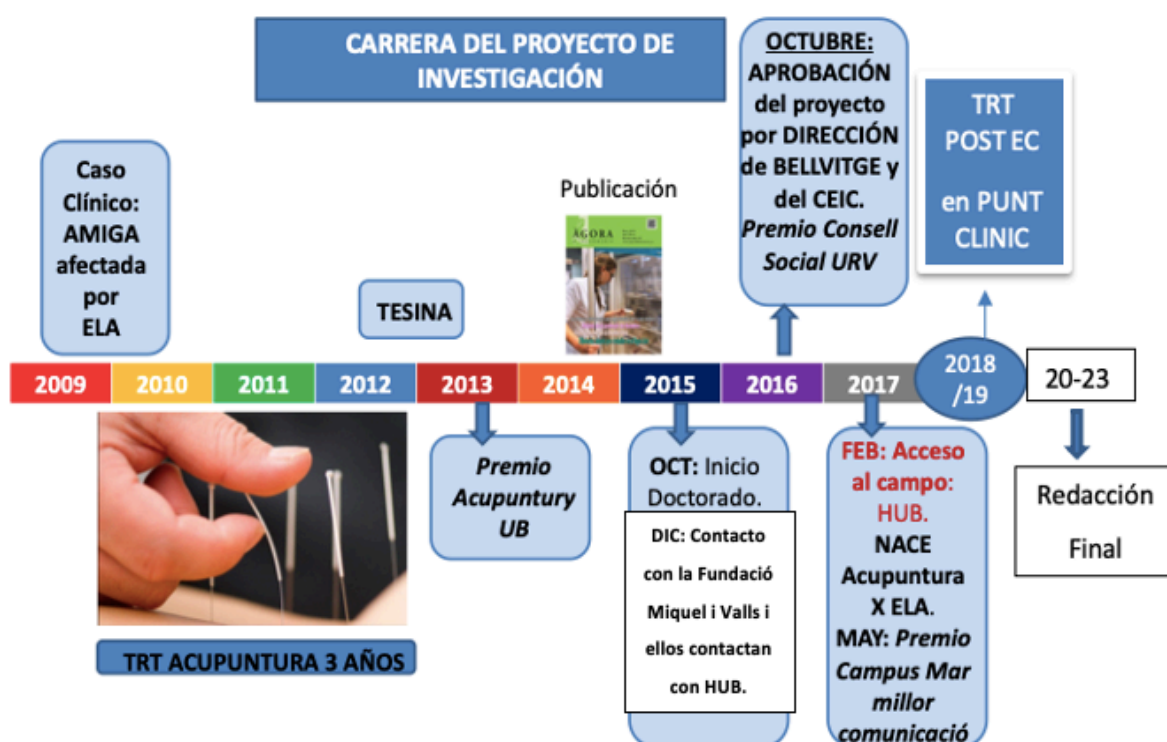 CARRERA DEL PROYECTO DE
INVESTIGACIÓN
Caso
Clínico:
AMIGA
afectada
por
ELA
TESINA
Publicación
ÀGORA
OCTUBRE:
APROBACIÓN
del proyecto
por DIRECCIÓN
de BELLVITGE y
del CEIC.
Premio Consell
Social URV
TRT
POST EC
en PUNT
CLINIC
2009
2010
2011
2012
2013
2014
2015
2016
2017
2018
/19
20-23
TRT ACUPUNTURA 3 AÑOS
Premio
Acupuntury
UB
OCT: Inicio
Doctorado.
DIC: Contacto
con la Fundació
Miquel i Valls i
ellos contactan
con HUB.
FEB: Acceso
al campo:
HUB.
NACE
Acupuntura
X ELA.
MAY: Premio
Campus Mar
millor
comunicació
Redacción
Final